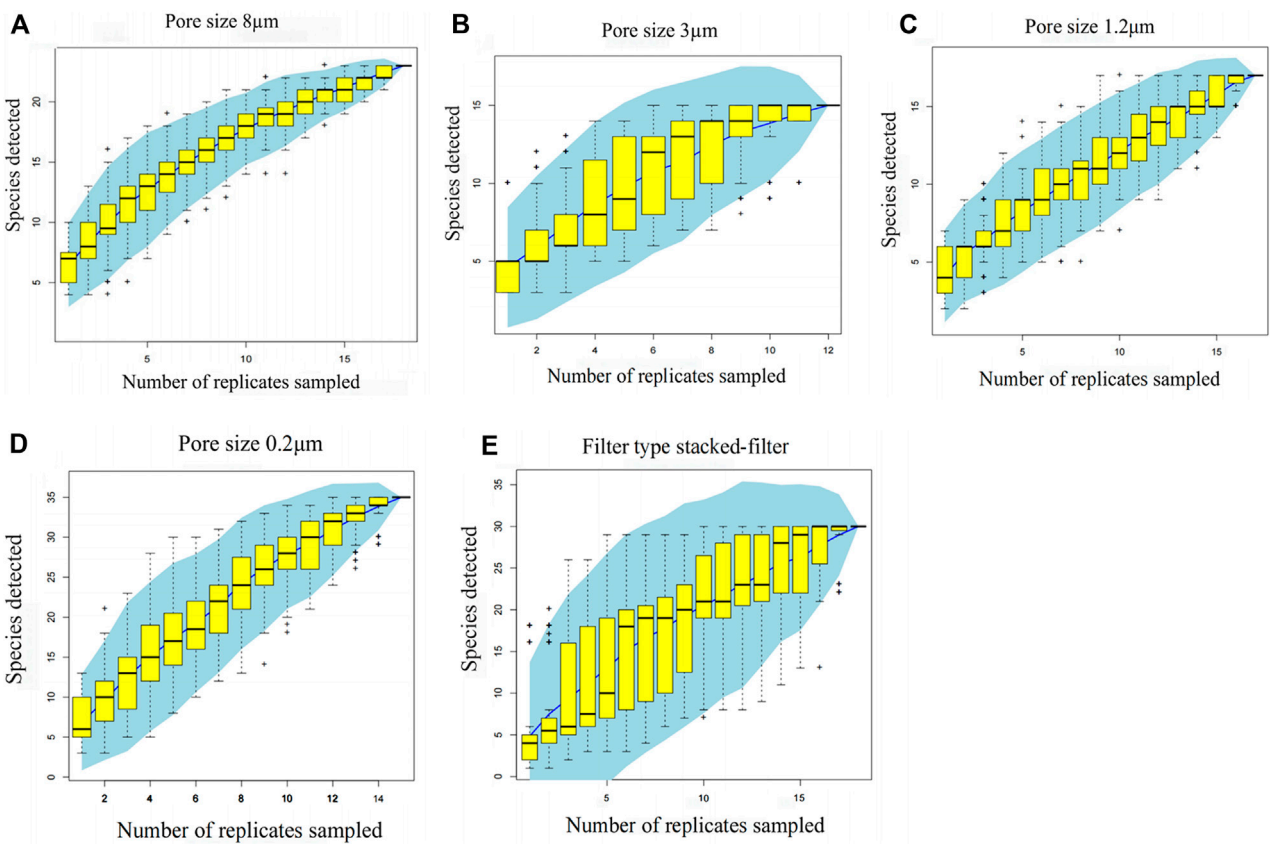 A
Pore size 8µm
Species detected
5
10
15
20
5
10
15
Number of replicates sampled
B
Pore size 3µm
Species detected
5
10
15
2
4
6
8
10
12
Number of replicates sampled
C
Pore size 1.2µm
Species detected
5
10
15
5
10
15
Number of replicates sampled
D
Pore size 0.2µm
Species detected
0
5
10
15
20
25
30
35
2
4
6
8
10
12
14
Number of replicates sampled
E
Filter type stacked-filter
Species detected
0
5
10
15
20
25
30
35
5
10
15
Number of replicates sampled